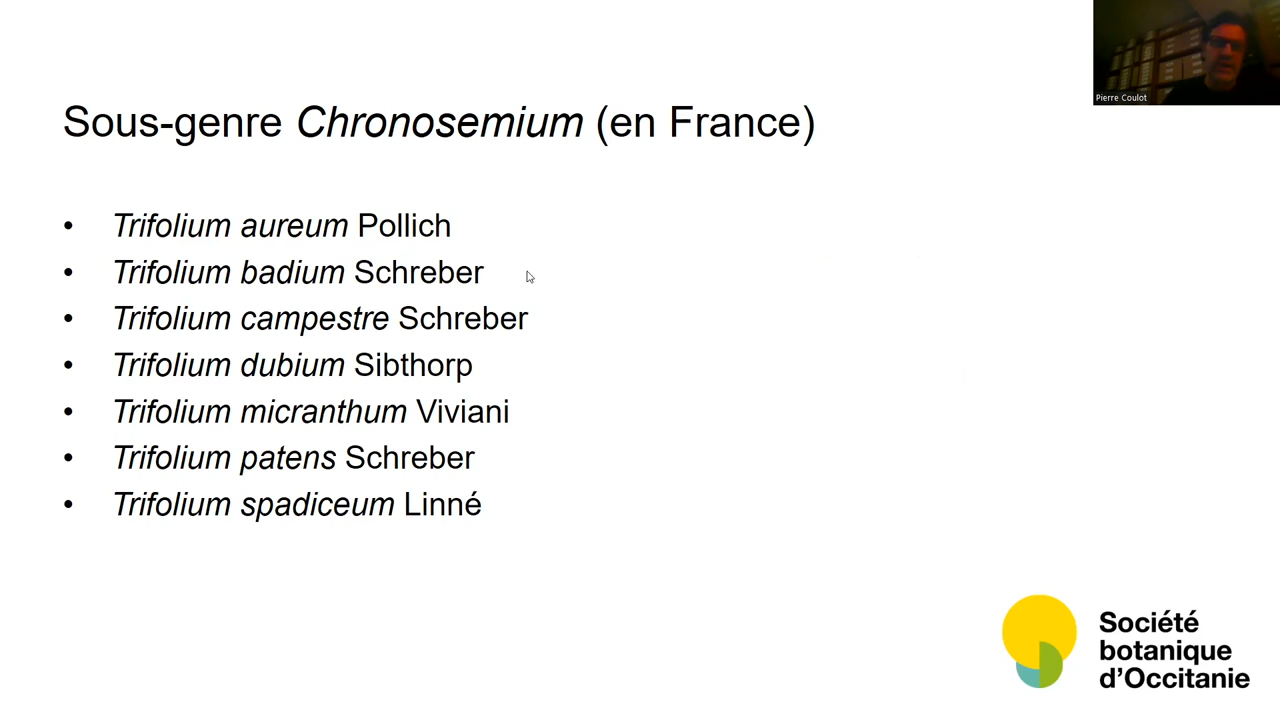 Pierre Coulot
Sous-genre Chronosemium (en France)
• Trifolium aureum Pollich
• Trifolium badium Schreber
• Trifolium campestre Schreber
• Trifolium dubium Sibthorp
• Trifolium micranthum Viviani
• Trifolium patens Schreber
• Trifolium spadiceum Linné
Société
botanique
d'Occitanie